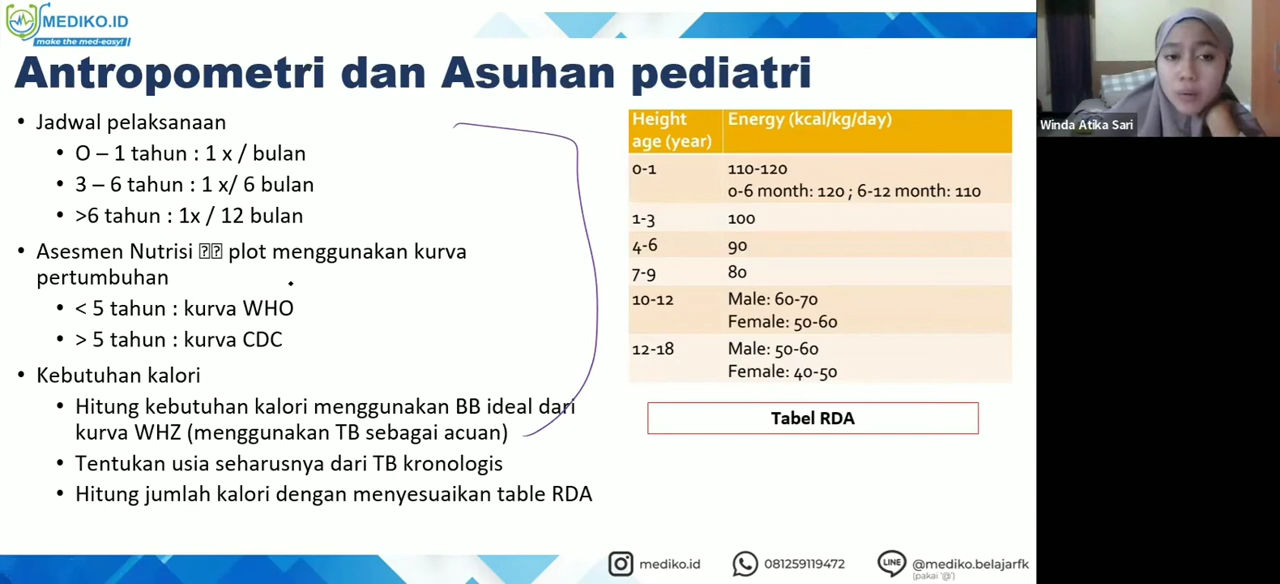 MEDIKO.ID
make the med-easy!
Antropometri dan Asuhan pediatri
• Jadwal pelaksanaan
• 0 – 1 tahun : 1 x / bulan
• 3 – 6 tahun : 1 x/ 6 bulan
• >6 tahun : 1x / 12 bulan
• Asesmen Nutrisi plot menggunakan kurva
pertumbuhan
• < 5 tahun : kurva WHO
• > 5 tahun : kurva CDC
• Kebutuhan kalori
• Hitung kebutuhan kalori menggunakan BB ideal dari
kurva WHZ (menggunakan TB sebagai acuan)
• Tentukan usia seharusnya dari TB kronologis
• Hitung jumlah kalori dengan menyesuaikan table RDA
Height age (year) Energy (kcal/kg/day)
0-1 110-120
0-6 month: 120 ; 6-12 month: 110
1-3 100
4-6 90
7-9 80
10-12 Male: 60-70
Female: 50-60
12-18 Male: 50-60
Female: 40-50
Tabel RDA
mediko.id
081259119472
LINE
@mediko.belajarfk
(pakai '@')
Winda Atika Sari